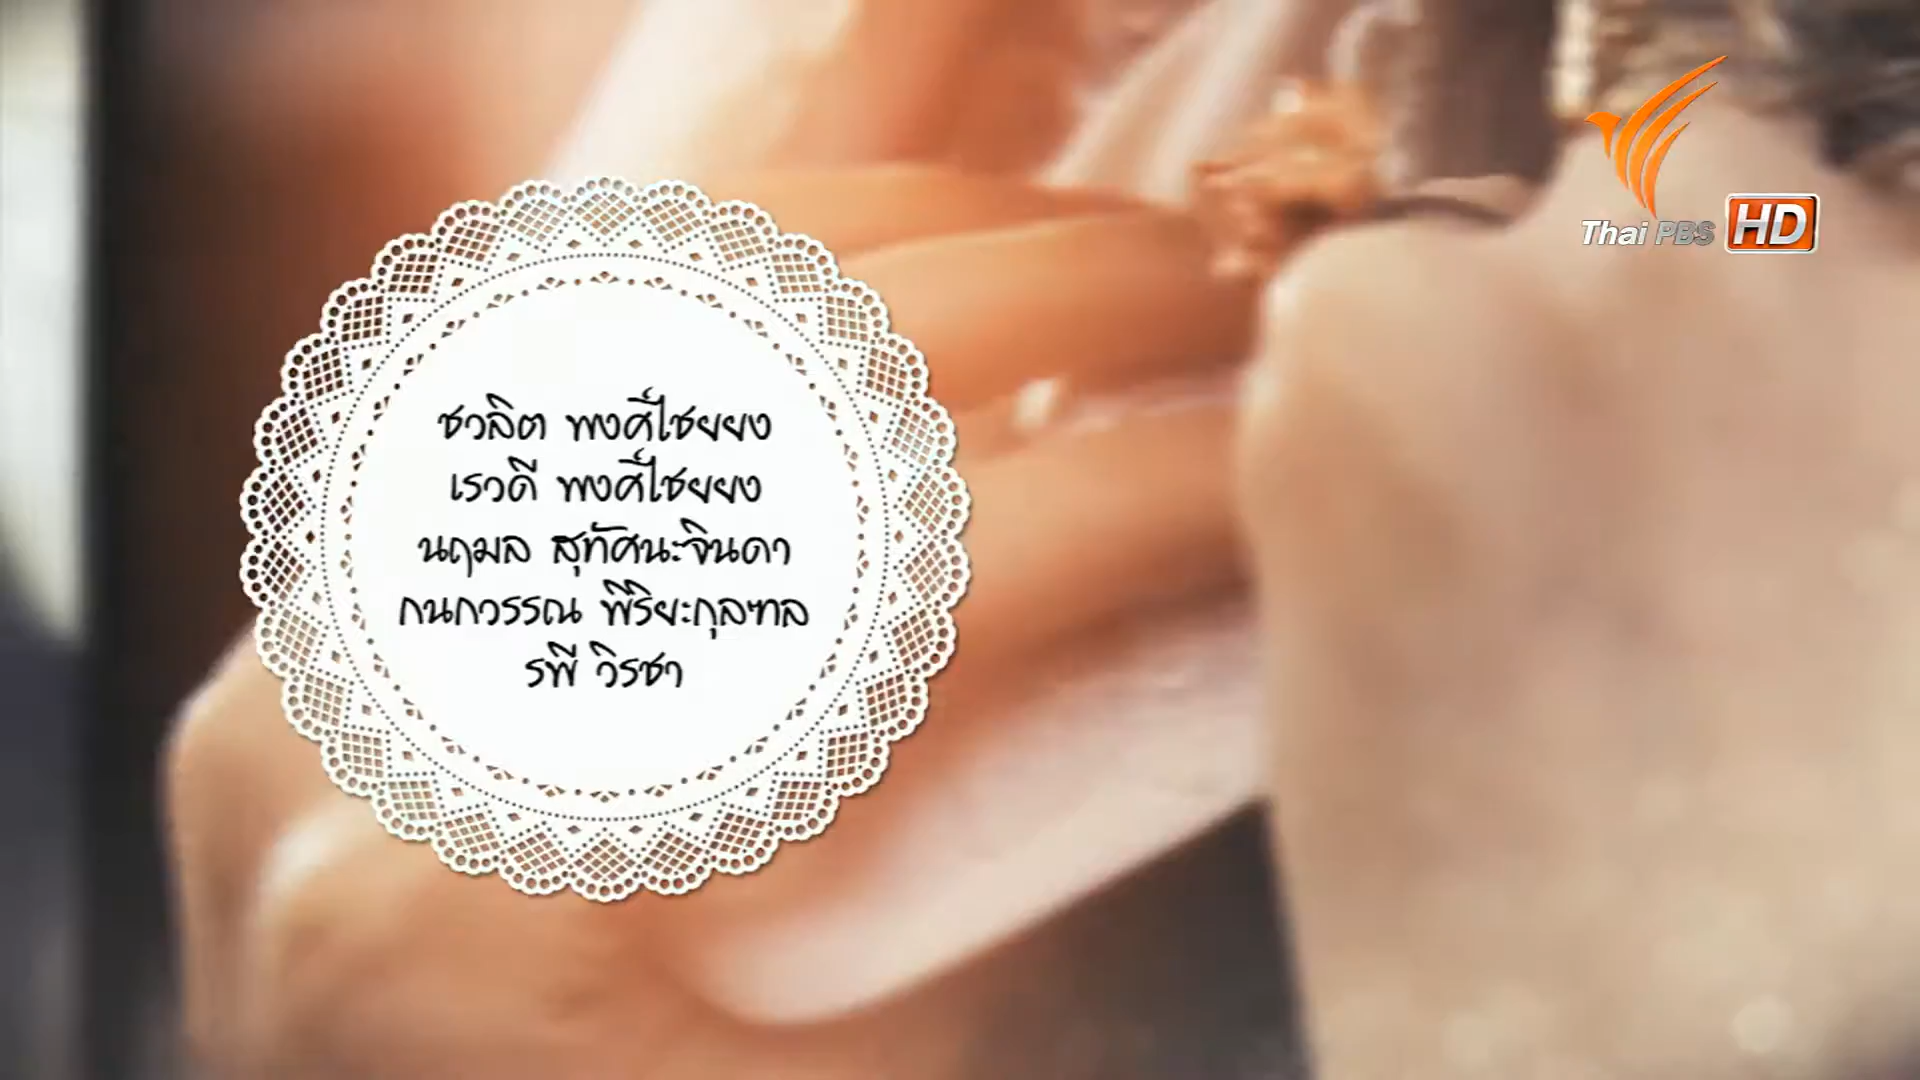 Thai PBS HD
ชวลิต พงศ์ไชยยง
เรวดี พงศ์ไชยยง
นฤมล สุทัศนะจินดา
กนกวรรณ พีริยะกุลฑล
รพี วิรชา